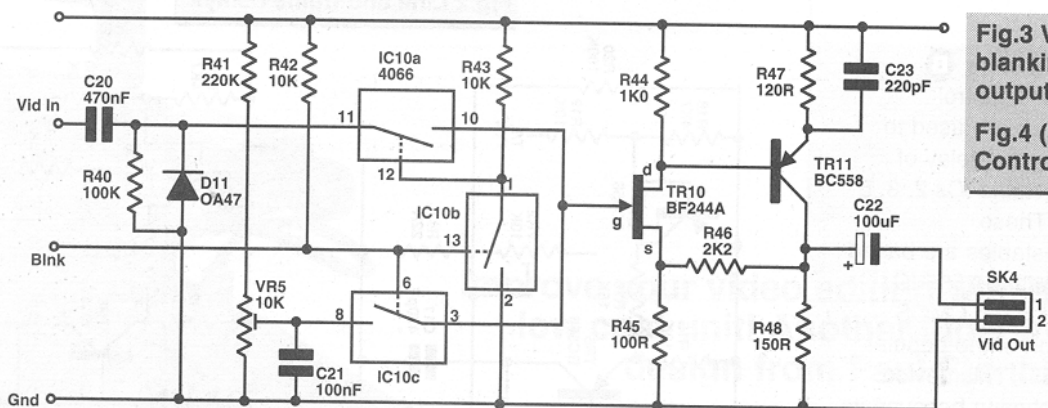 C20
470nF
Vid In
R40
100K
D11
OA47
R41
220K
R42
10K
IC10a
4066
11
10
12
R43
10K
1
IC10b
13
2
Blnk
VR5
10K
6
8
3
C21
100nF
IC10c
Gnd
R44
1K0
d
g
s
TR10
BF244A
R46
2K2
R45
100R
R47
120R
TR11
BC558
C23
220pF
C22
100uF
+
R48
150R
SK4
1
2
Vid Out
Fig.3 V
blanki
output
Fig.4 (
Contro